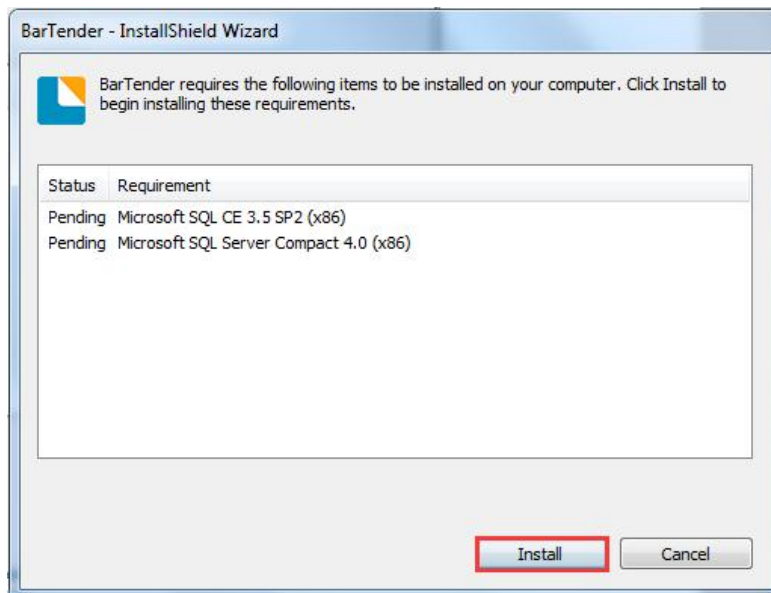 BarTender - InstallShield Wizard
BarTender requires the following items to be installed on your computer. Click Install to
begin installing these requirements.
Status Requirement
Pending Microsoft SQL CE 3.5 SP2 (x86)
Pending Microsoft SQL Server Compact 4.0 (x86)
Install Cancel